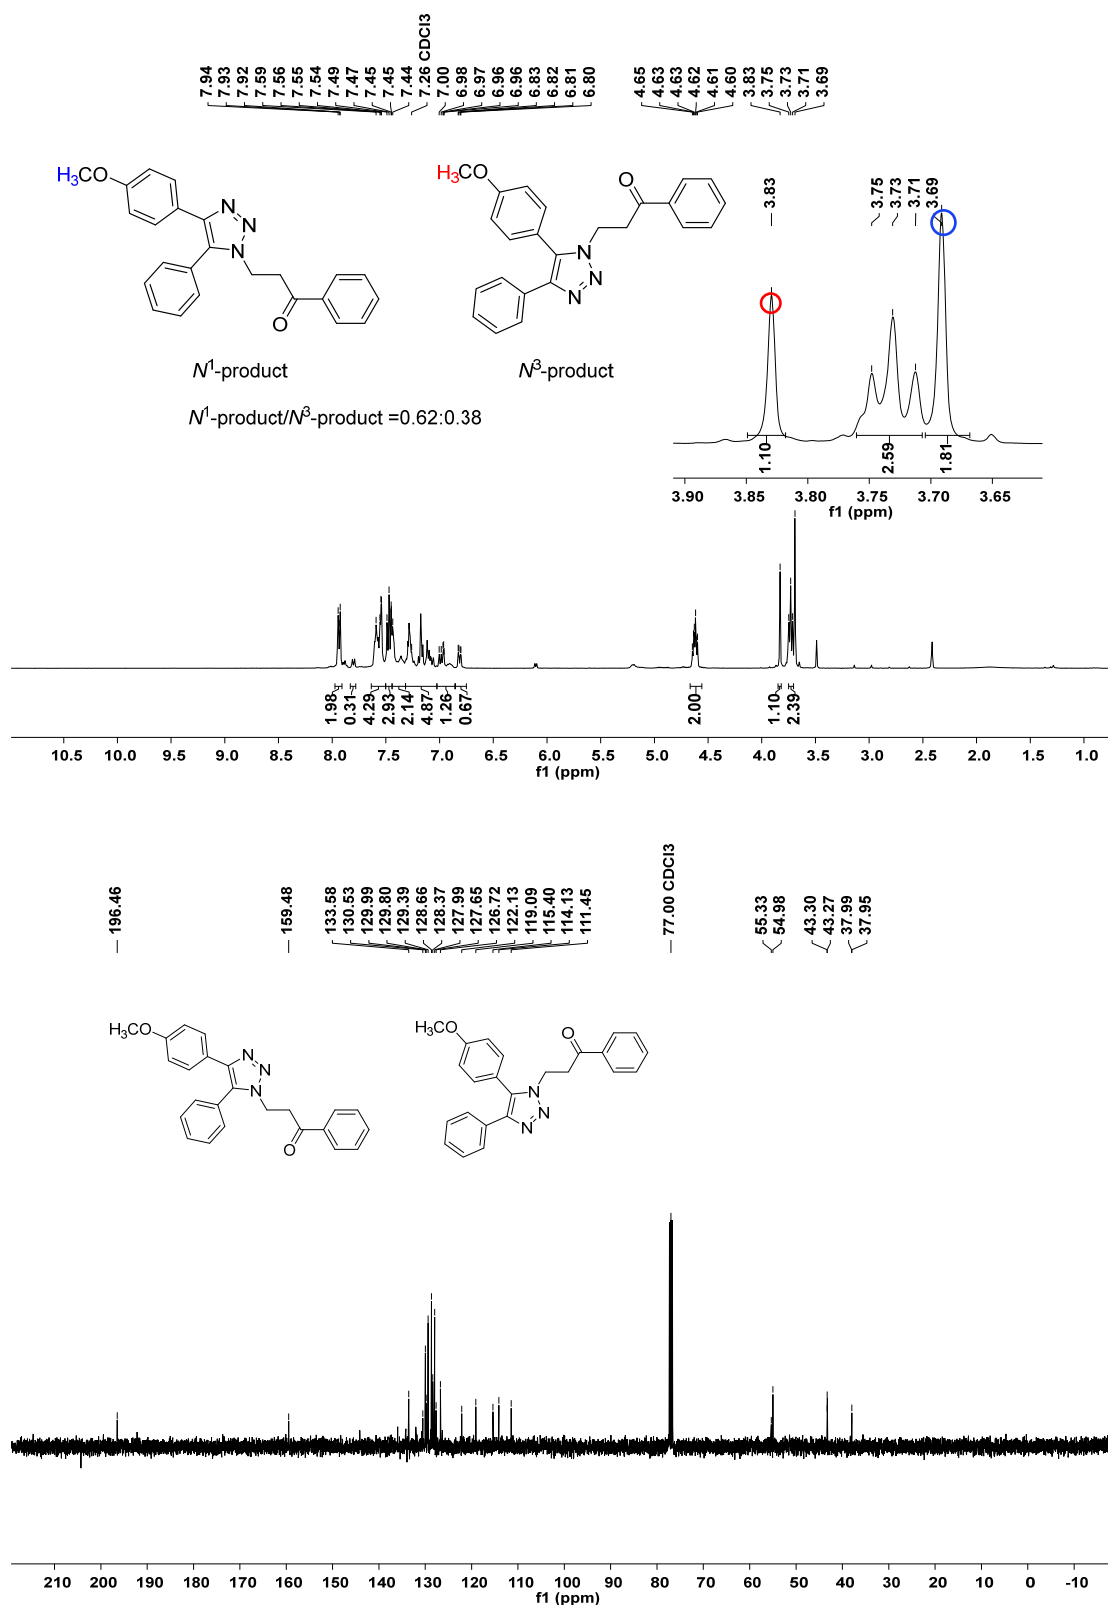 7.94 7.93 7.92 7.59 7.56 7.55 7.54 7.49 7.47 7.45 7.45 7.44 7.26 CDCl3 7.00 6.98 6.97 6.96 6.96 6.83 6.82 6.81 6.80 4.65 4.63 4.63 4.62 4.61 4.60 3.83 3.75 3.73 3.71 3.69
H₃CO N N N O
N¹-product
H₃CO O N N N
N³-product
N¹-product/N³-product =0.62:0.38
3.83 3.75 3.73 3.71 3.69
1.10 2.59 1.81
3.90 3.85 3.80 3.75 3.70 3.65
f1 (ppm)
1.98 0.31 4.29 2.93 2.14 4.87 1.26 0.67 2.00 1.10 2.39
10.5 10.0 9.5 9.0 8.5 8.0 7.5 7.0 6.5 6.0 5.5 5.0 4.5 4.0 3.5 3.0 2.5 2.0 1.5 1.0
f1 (ppm)
196.46 159.48 133.58 130.53 129.99 129.80 129.39 128.66 128.37 127.99 127.65 126.72 122.13 119.09 115.40 114.13 111.45 77.00 CDCl3 55.33 54.98 43.30 43.27 37.99 37.95
H₃CO N N N O
H₃CO O N N N
210 200 190 180 170 160 150 140 130 120 110 100 90 80 70 60 50 40 30 20 10 0 -10
f1 (ppm)